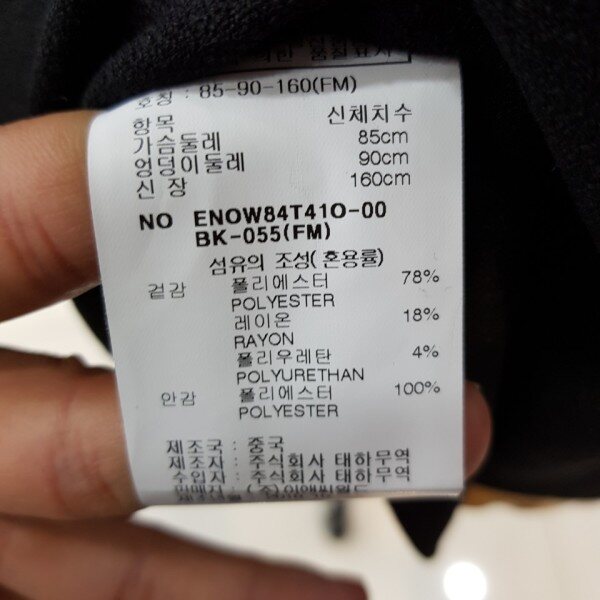 호칭 : 85-90-160(FM)
항목 신체치수
가슴둘레 85cm
엉덩이둘레 90cm
신 장 160cm
NO ENOW84T41O-00
BK-055(FM)
섬유의 조성(혼용률)
겉감 폴리에스터 78%
POLYESTER
레이온 18%
RAYON
폴리우레탄 4%
POLYURETHAN
안감 폴리에스터 100%
POLYESTER
제조국 : 중국
제조자 : 주식회사 태하무역
수입자 : 주식회사 태하무역